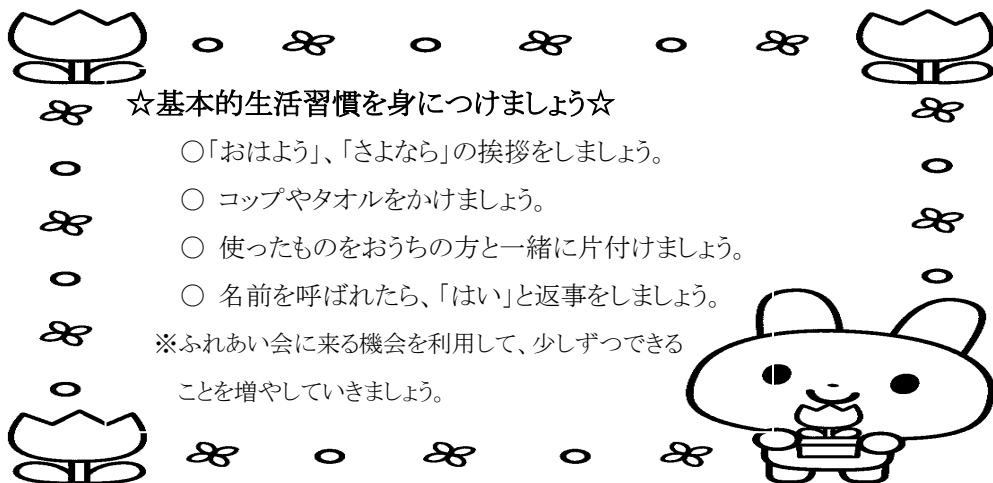 ☆基本的生活習慣を身につけましょう☆
○「おはよう」、「さよなら」の挨拶をしましょう。
○ コップやタオルをかけましょう。
○ 使ったものをおうちの方と一緒に片付けましょう。
○ 名前を呼ばれたら、「はい」と返事をしましょう。
※ふれあい会に来る機会を利用して、少しずつできる
ことを増やしていきましょう。